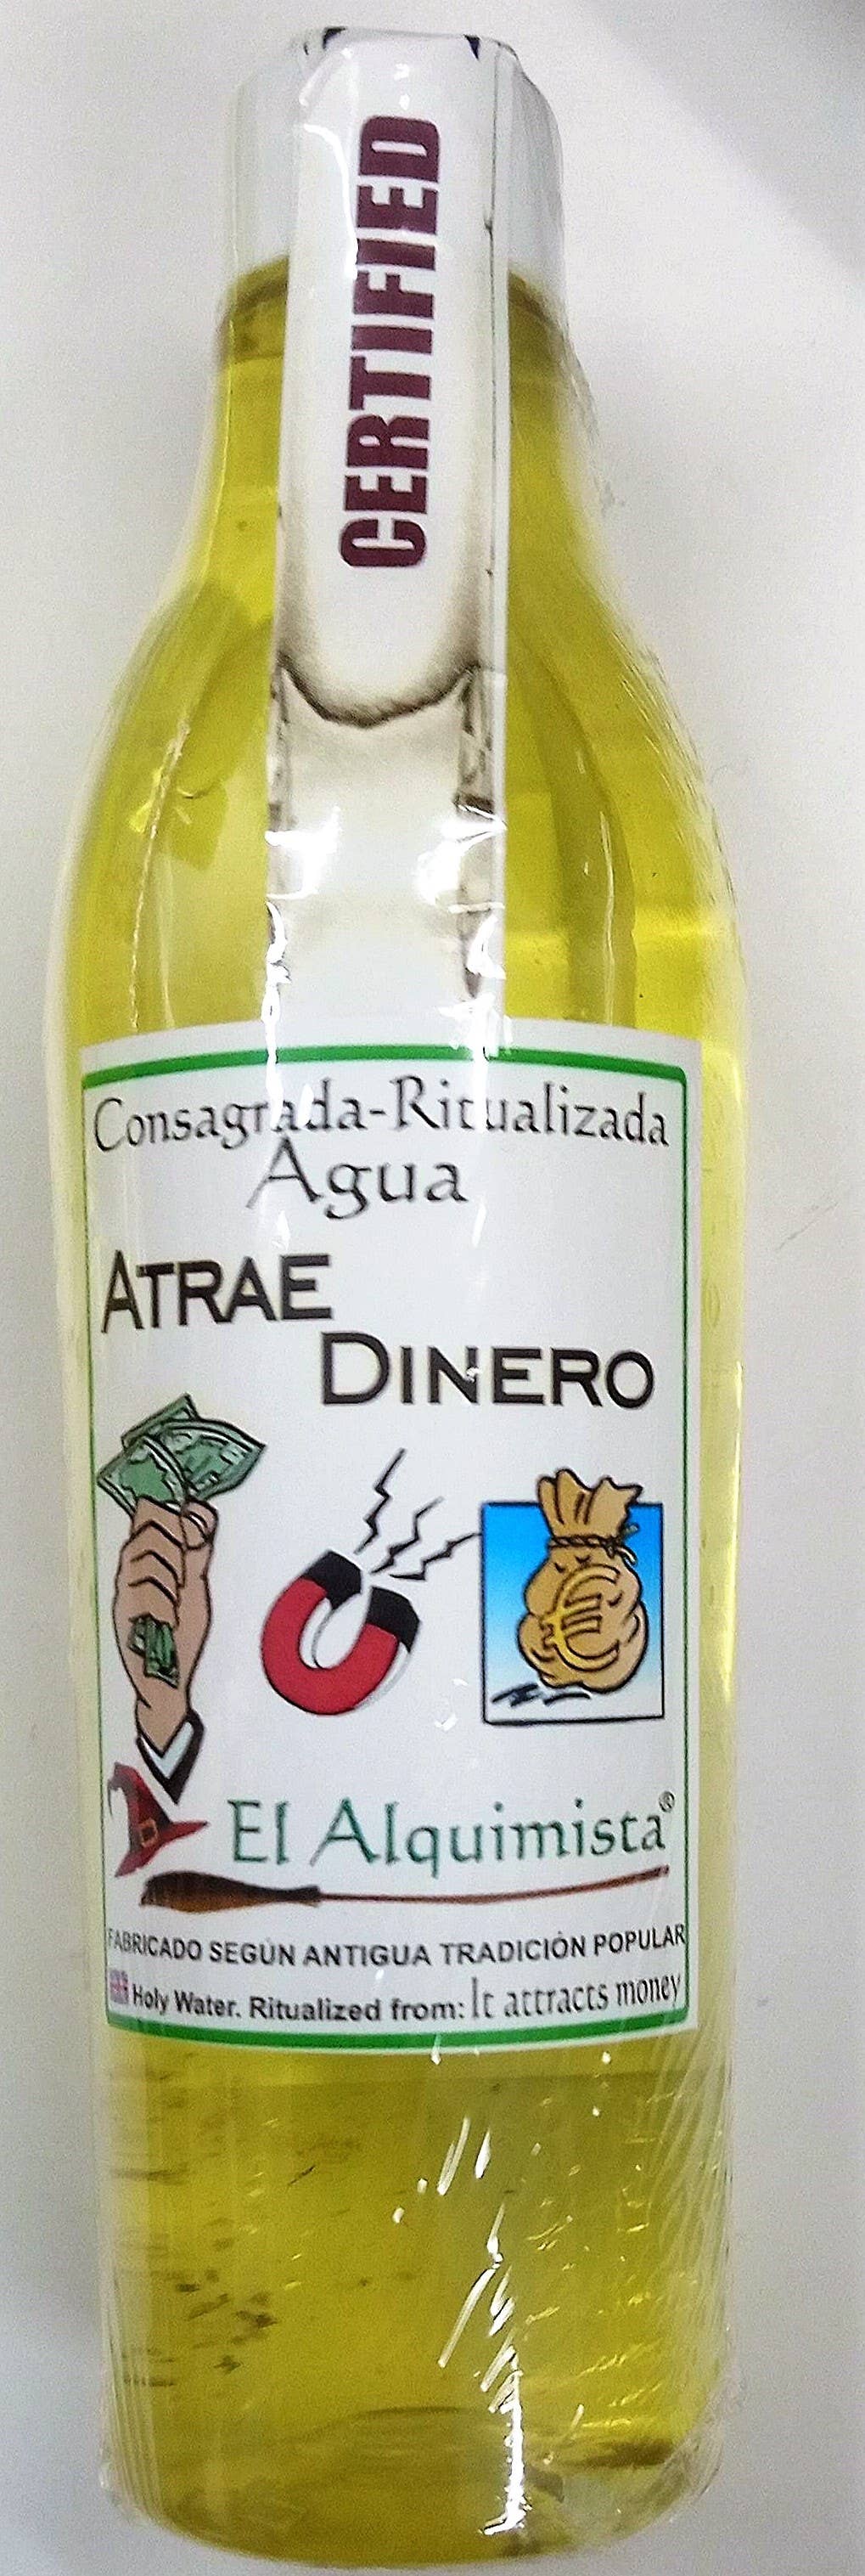 CERTIFIED
Consagrada-Ritualizada
Agua
ATRAE
DINERO
€
El Alquimista®
FABRICADO SEGÚN ANTIGUA TRADICIÓN POPULAR
Holy Water. Ritualized from: It attracts money